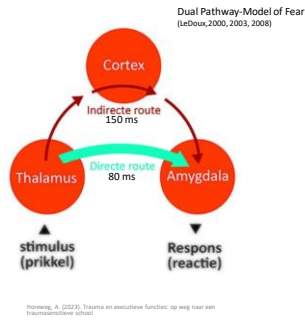 Dual Pathway-Model of Fear
(LeDoux,2000, 2003, 2008)
Cortex
Indirecte route
150 ms
Thalamus
Directe route
80 ms
Amygdala
stimulus
(prikkel)
Respons
(reactie)
Horeweg, A. (2023). Trauma en executieve functies: op weg naar een
traumasensitieve school